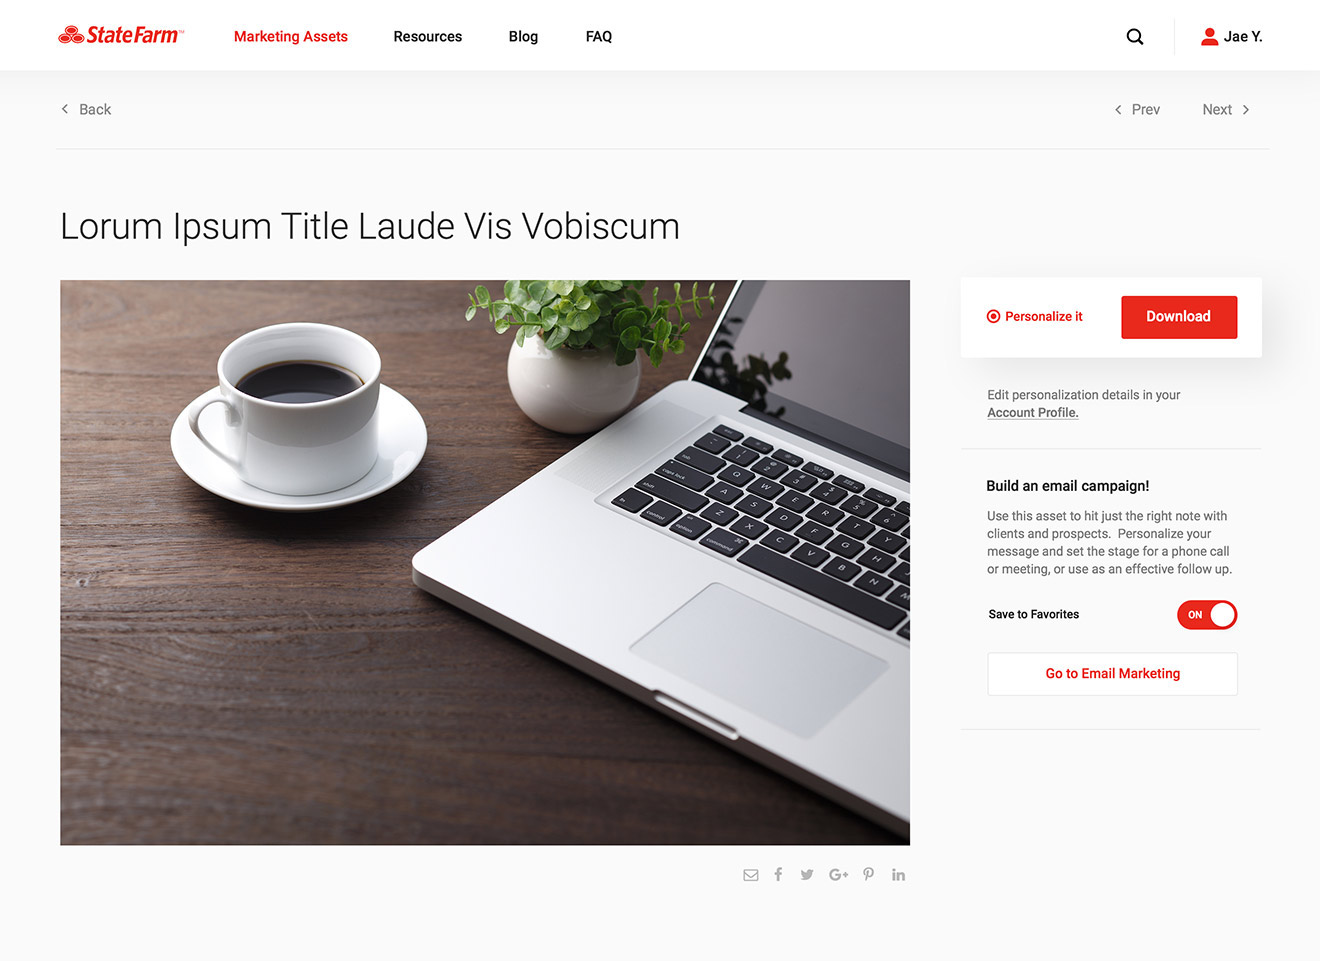 StateFarm™
Marketing Assets
Resources
Blog
FAQ
Jae Y.
Back
Prev
Next
Lorum Ipsum Title Laude Vis Vobiscum
Personalize it
Download
Edit personalization details in your
Account Profile.
Build an email campaign!
Use this asset to hit just the right note with
clients and prospects.  Personalize your
message and set the stage for a phone call
or meeting, or use as an effective follow up.
Save to Favorites
ON
Go to Email Marketing